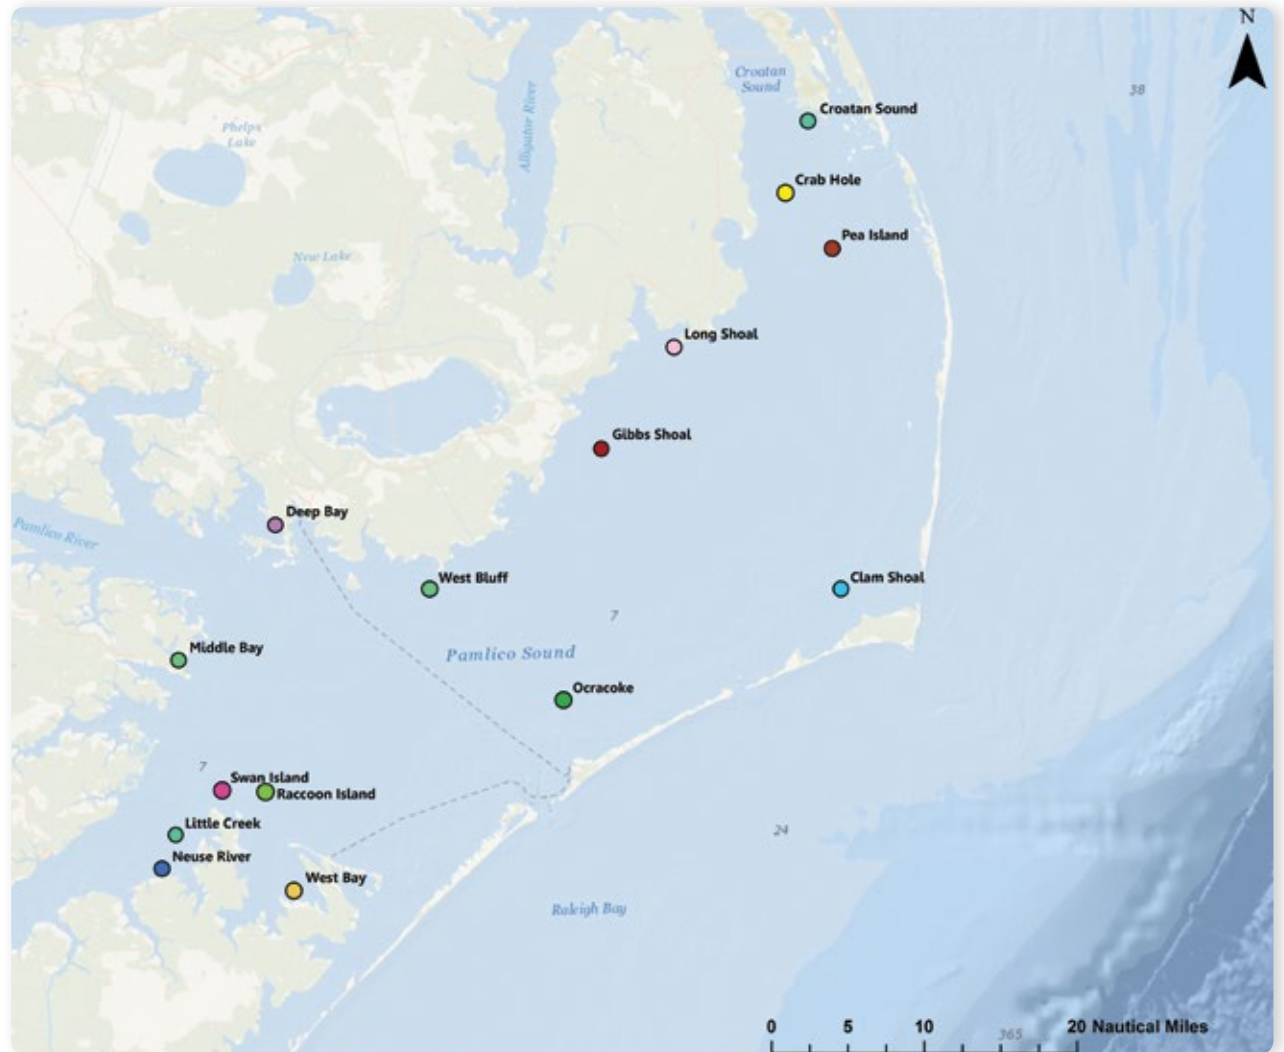 N
Croatan
Sound
38
Croatan Sound
Alligator River
Phelps
Lake
Crab Hole
Pea Island
New Lake
Long Shoal
Gibbs Shoal
Deep Bay
Pamlico River
West Bluff
Clam Shoal
7
Middle Bay
Pamlico Sound
Ocracoke
7
Swan Island
Raccoon Island
Little Creek
24
Neuse River
West Bay
Raleigh Bay
0 5 10 20 Nautical Miles
365